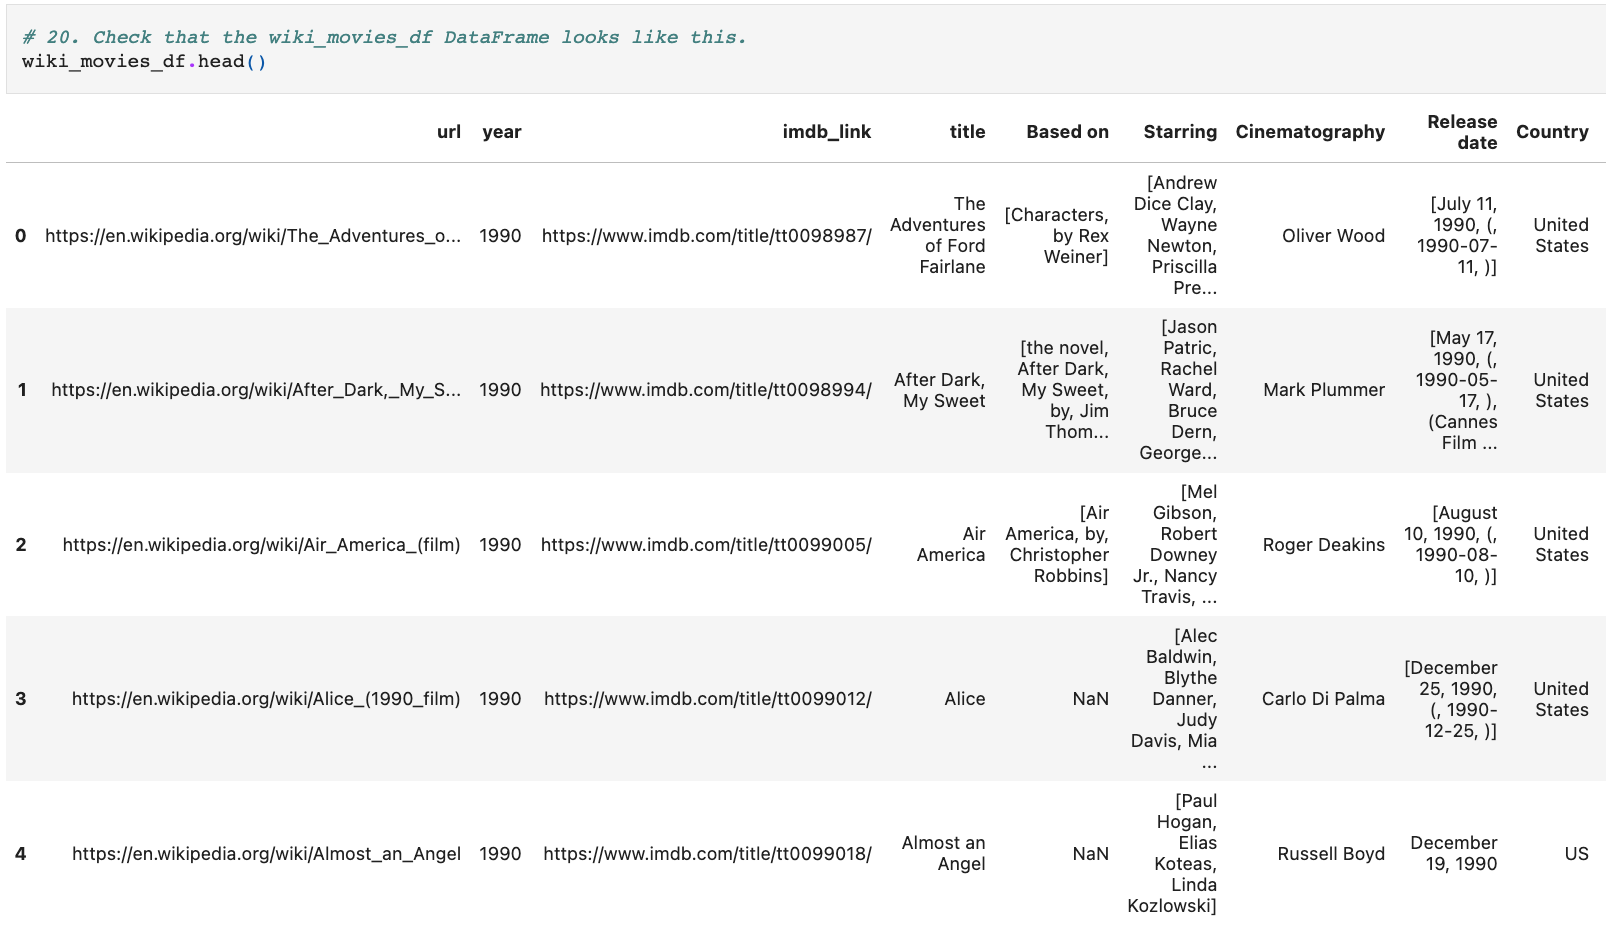 # 20. Check that the wiki_movies_df DataFrame looks like this.
wiki_movies_df.head()
url year imdb_link title Based on Starring Cinematography Release date Country
0 https://en.wikipedia.org/wiki/The_Adventures_o... 1990 https://www.imdb.com/title/tt0098987/ The Adventures of Ford Fairlane [Characters, by Rex Weiner] [Andrew Dice Clay, Wayne Newton, Priscilla Pre... Oliver Wood [July 11, 1990, (, 1990-07-11, )] United States
1 https://en.wikipedia.org/wiki/After_Dark,_My_S... 1990 https://www.imdb.com/title/tt0098994/ After Dark, My Sweet [the novel, After Dark, My Sweet, by, Jim Thom... [Jason Patric, Rachel Ward, Bruce Dern, George... Mark Plummer [May 17, 1990, (, 1990-05-17, ), (Cannes Film ... United States
2 https://en.wikipedia.org/wiki/Air_America_(film) 1990 https://www.imdb.com/title/tt0099005/ Air America [Air America, by, Christopher Robbins] [Mel Gibson, Robert Downey Jr., Nancy Travis, ... Roger Deakins [August 10, 1990, (, 1990-08-10, )] United States
3 https://en.wikipedia.org/wiki/Alice_(1990_film) 1990 https://www.imdb.com/title/tt0099012/ Alice NaN [Alec Baldwin, Blythe Danner, Judy Davis, Mia ... Carlo Di Palma [December 25, 1990, (, 1990-12-25, )] United States
4 https://en.wikipedia.org/wiki/Almost_an_Angel 1990 https://www.imdb.com/title/tt0099018/ Almost an Angel NaN [Paul Hogan, Elias Koteas, Linda Kozlowski] Russell Boyd December 19, 1990 US